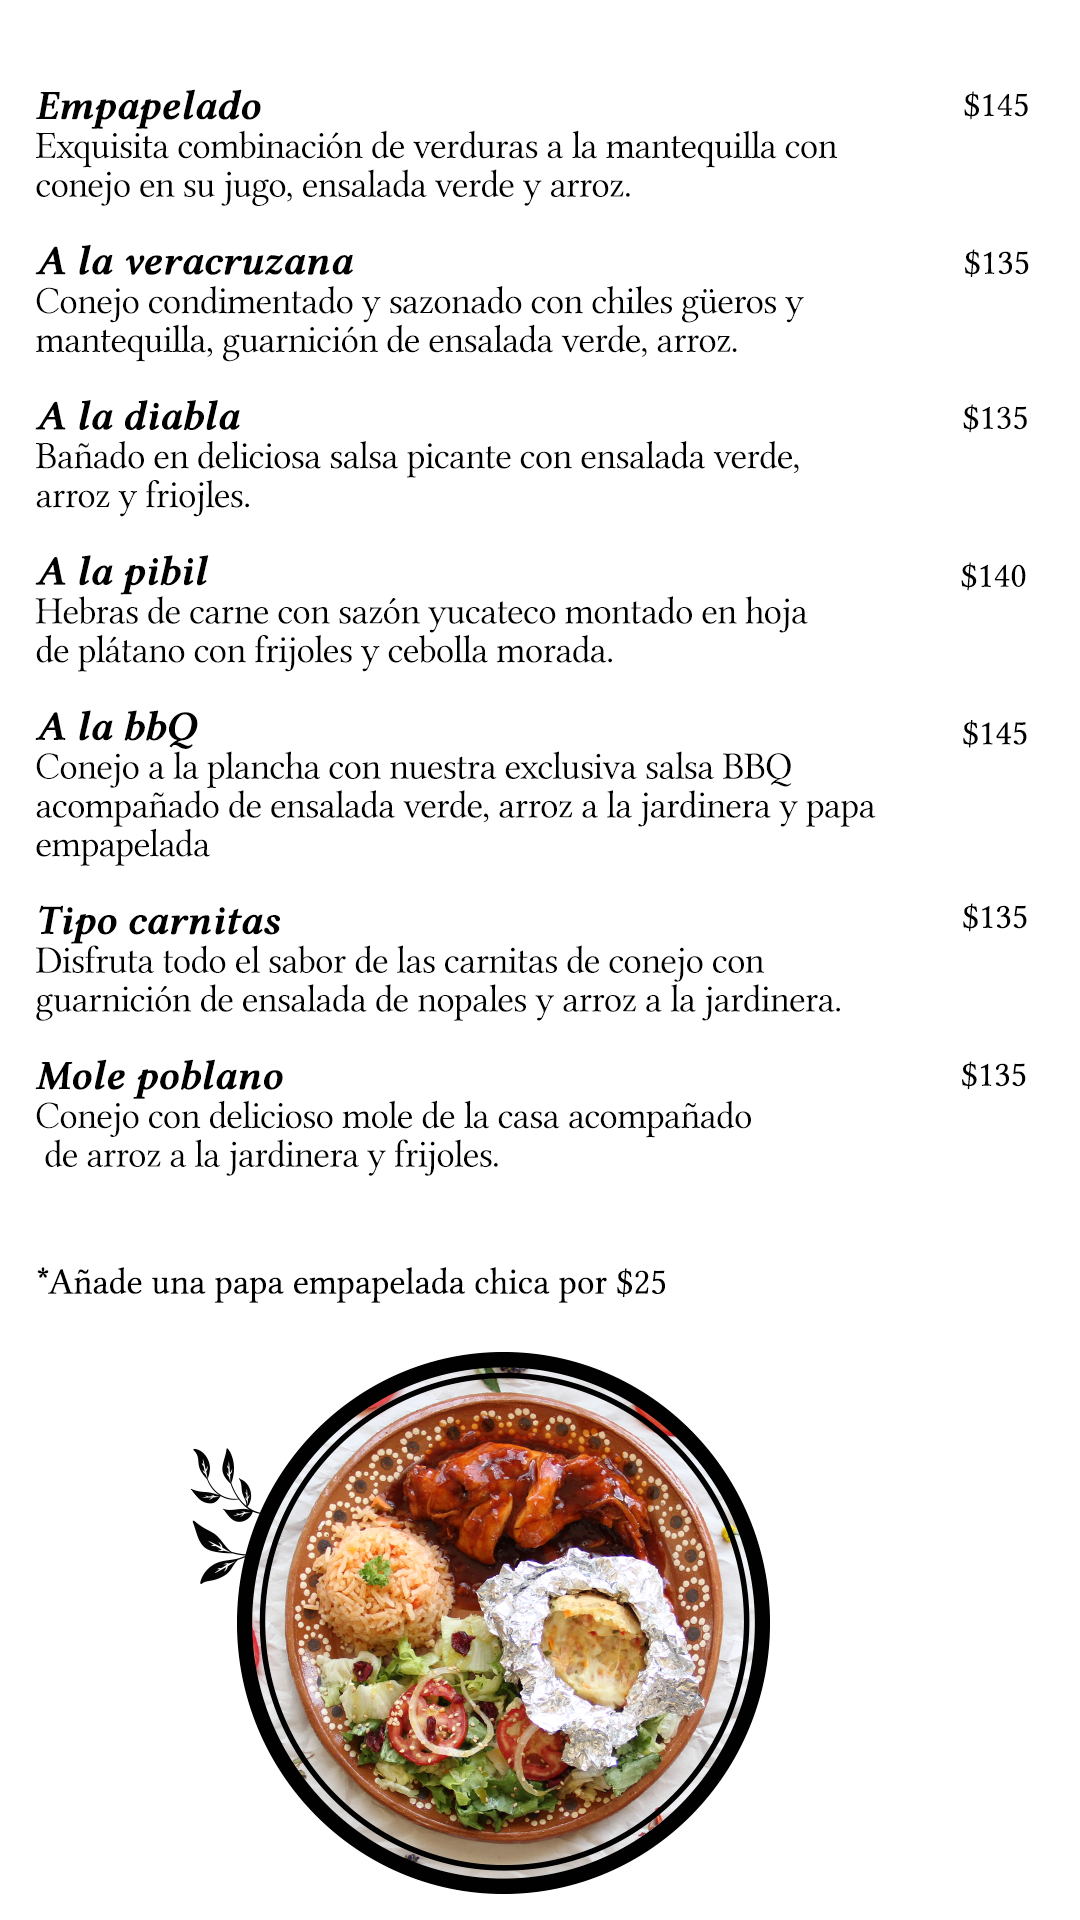 Empapelado $145
Exquisita combinación de verduras a la mantequilla con
conejo en su jugo, ensalada verde y arroz.
A la veracruzana $135
Conejo condimentado y sazonado con chiles güeros y
mantequilla, guarnición de ensalada verde, arroz.
A la diabla $135
Bañado en deliciosa salsa picante con ensalada verde,
arroz y friojles.
A la pibil $140
Hebras de carne con sazón yucateco montado en hoja
de plátano con frijoles y cebolla morada.
A la bbQ $145
Conejo a la plancha con nuestra exclusiva salsa BBQ
acompañado de ensalada verde, arroz a la jardinera y papa
empapelada
Tipo carnitas $135
Disfruta todo el sabor de las carnitas de conejo con
guarnición de ensalada de nopales y arroz a la jardinera.
Mole poblano $135
Conejo con delicioso mole de la casa acompañado
de arroz a la jardinera y frijoles.
*Añade una papa empapelada chica por $25